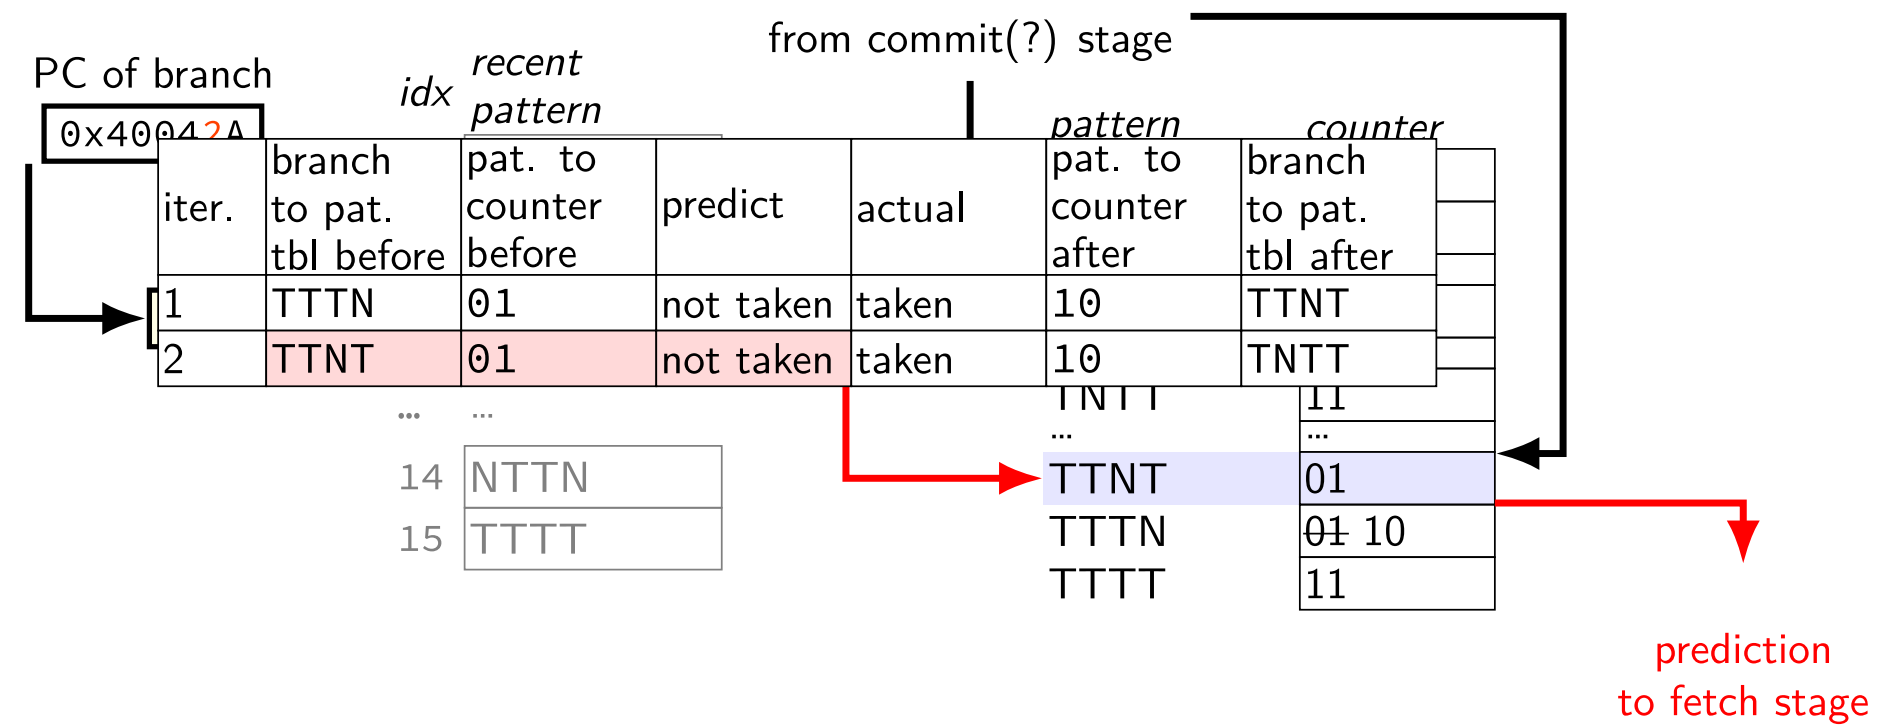 from commit(?) stage
PC of branch
idx
recent
pattern
0x40042A
pattern
counter
iter.
branch
to pat.
tbl before
pat. to
counter
before
predict
actual
pat. to
counter
after
branch
to pat.
tbl after
1 TTTN 01 not taken taken 10 TTNT
2 TTNT 01 not taken taken 10 TNTT
TNTT 11
... ... ... ...
14 NTTN
TTNT 01
15 TTTT
TTTN 01 10
TTTT 11
prediction
to fetch stage